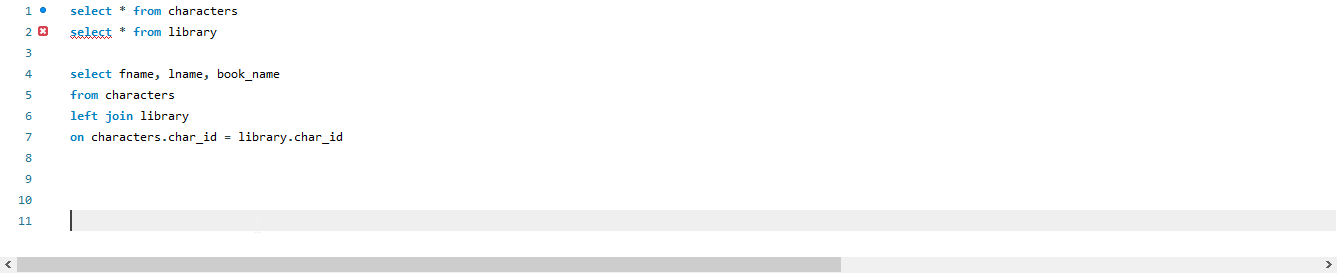 1 select * from characters
2 select * from library
3
4 select fname, lname, book_name
5 from characters
6 left join library
7 on characters.char_id = library.char_id
8
9
10
11